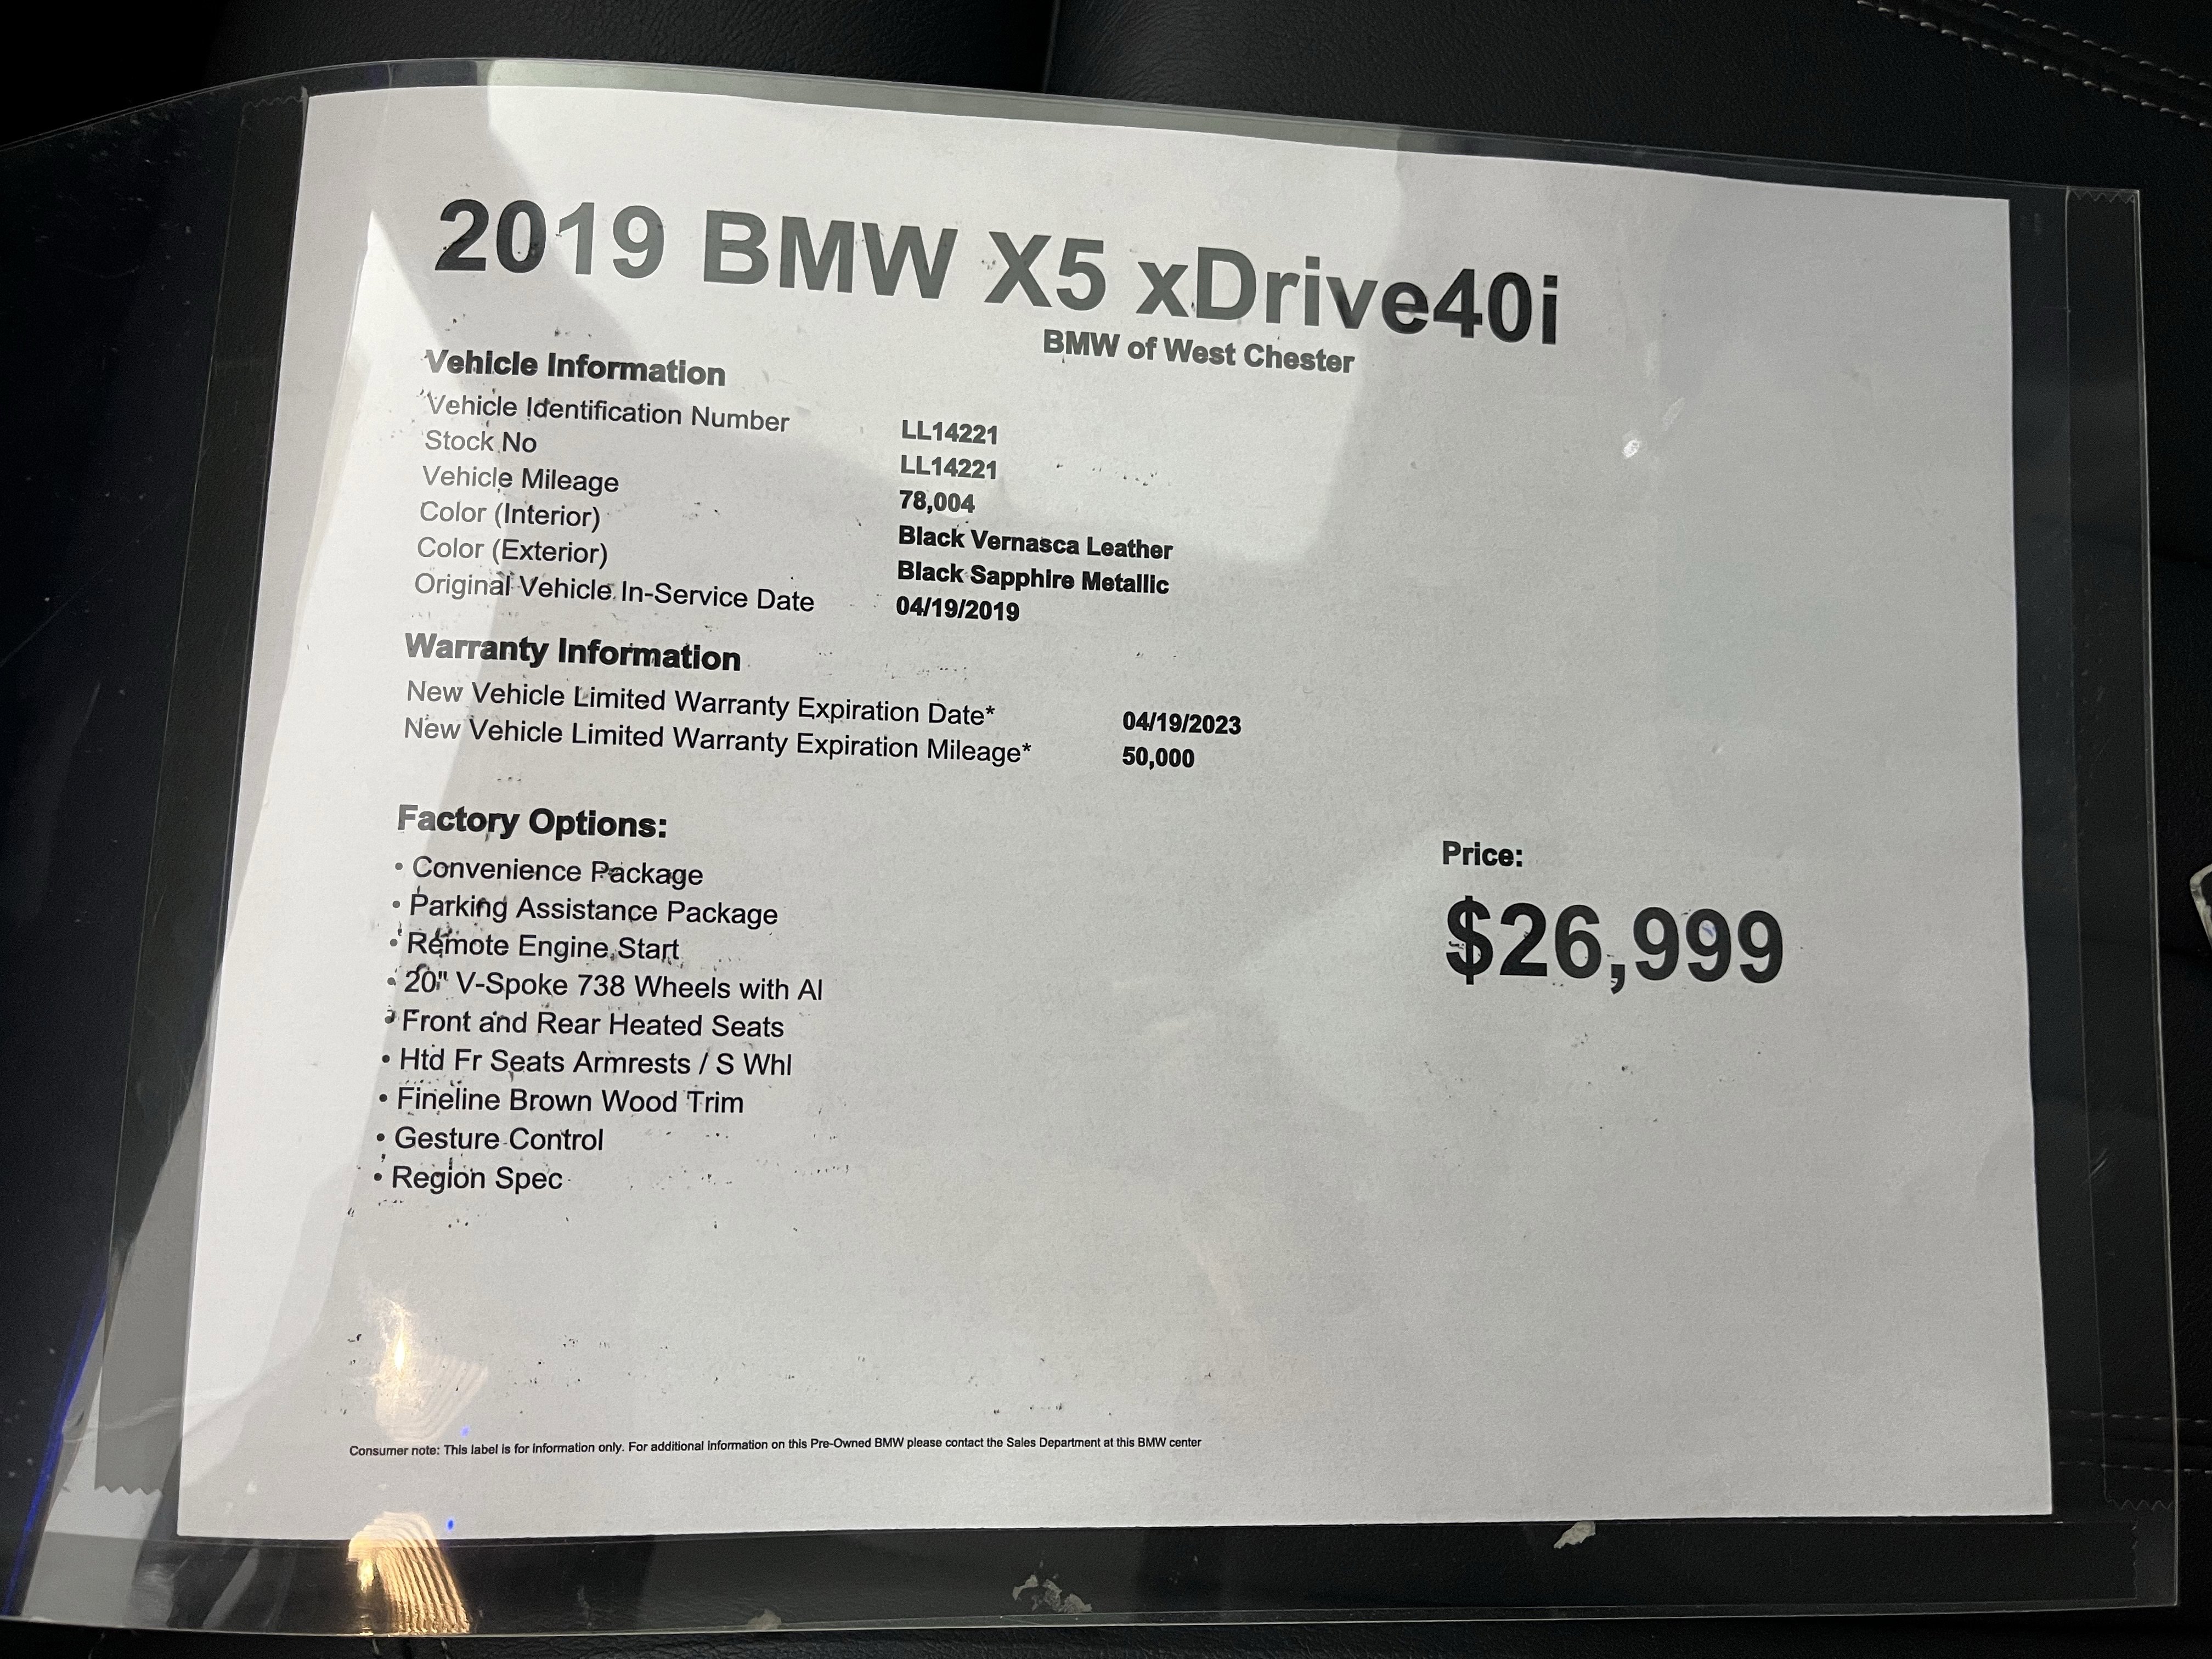 2019 BMW X5 xDrive40i
BMW of West Chester
Vehicle Information
Vehicle Identification Number LL14221
Stock No LL14221
Vehicle Mileage 78,004
Color (Interior) Black Vernasca Leather
Color (Exterior) Black Sapphire Metallic
Original Vehicle In-Service Date 04/19/2019
Warranty Information
New Vehicle Limited Warranty Expiration Date* 04/19/2023
New Vehicle Limited Warranty Expiration Mileage* 50,000
Factory Options:
• Convenience Package
• Parking Assistance Package
• Remote Engine Start
• 20" V-Spoke 738 Wheels with Al
• Front and Rear Heated Seats
• Htd Fr Seats Armrests / S Whl
• Fineline Brown Wood Trim
• Gesture Control
• Region Spec
Price:
$26,999
Consumer note: This label is for information only. For additional information on this Pre-Owned BMW please contact the Sales Department at this BMW center